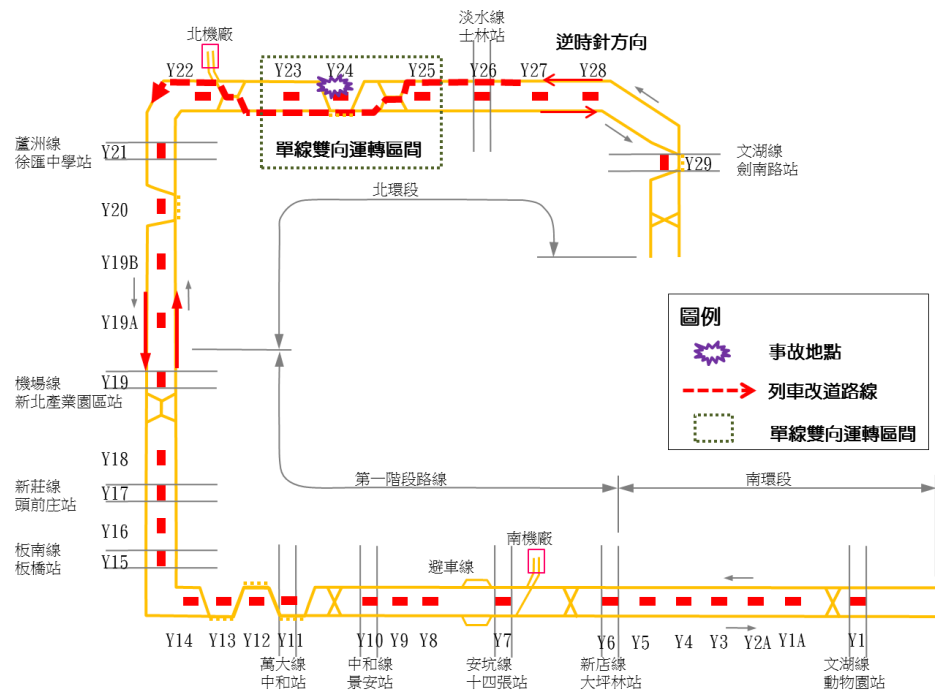 淡水線
士林站
逆時針方向
北機廠
Y22
Y23
Y24
Y25
Y26
Y27
Y28
單線雙向運轉區間
蘆洲線
徐匯中學站
Y21
文湖線
劍南路站
Y29
北環段
Y20
Y19B
Y19A
圖例
事故地點
列車改道路線
單線雙向運轉區間
機場線
新北產業園區站
Y19
Y18
第一階段路線
南環段
新莊線
頭前庄站
Y17
Y16
板南線
板橋站
Y15
避車線
南機廠
Y14
Y13
Y12
Y11
Y10
Y9
Y8
Y7
Y6
Y5
Y4
Y3
Y2A
Y1A
Y1
萬大線
中和站
中和線
景安站
安坑線
十四張站
新店線
大坪林站
文湖線
動物園站